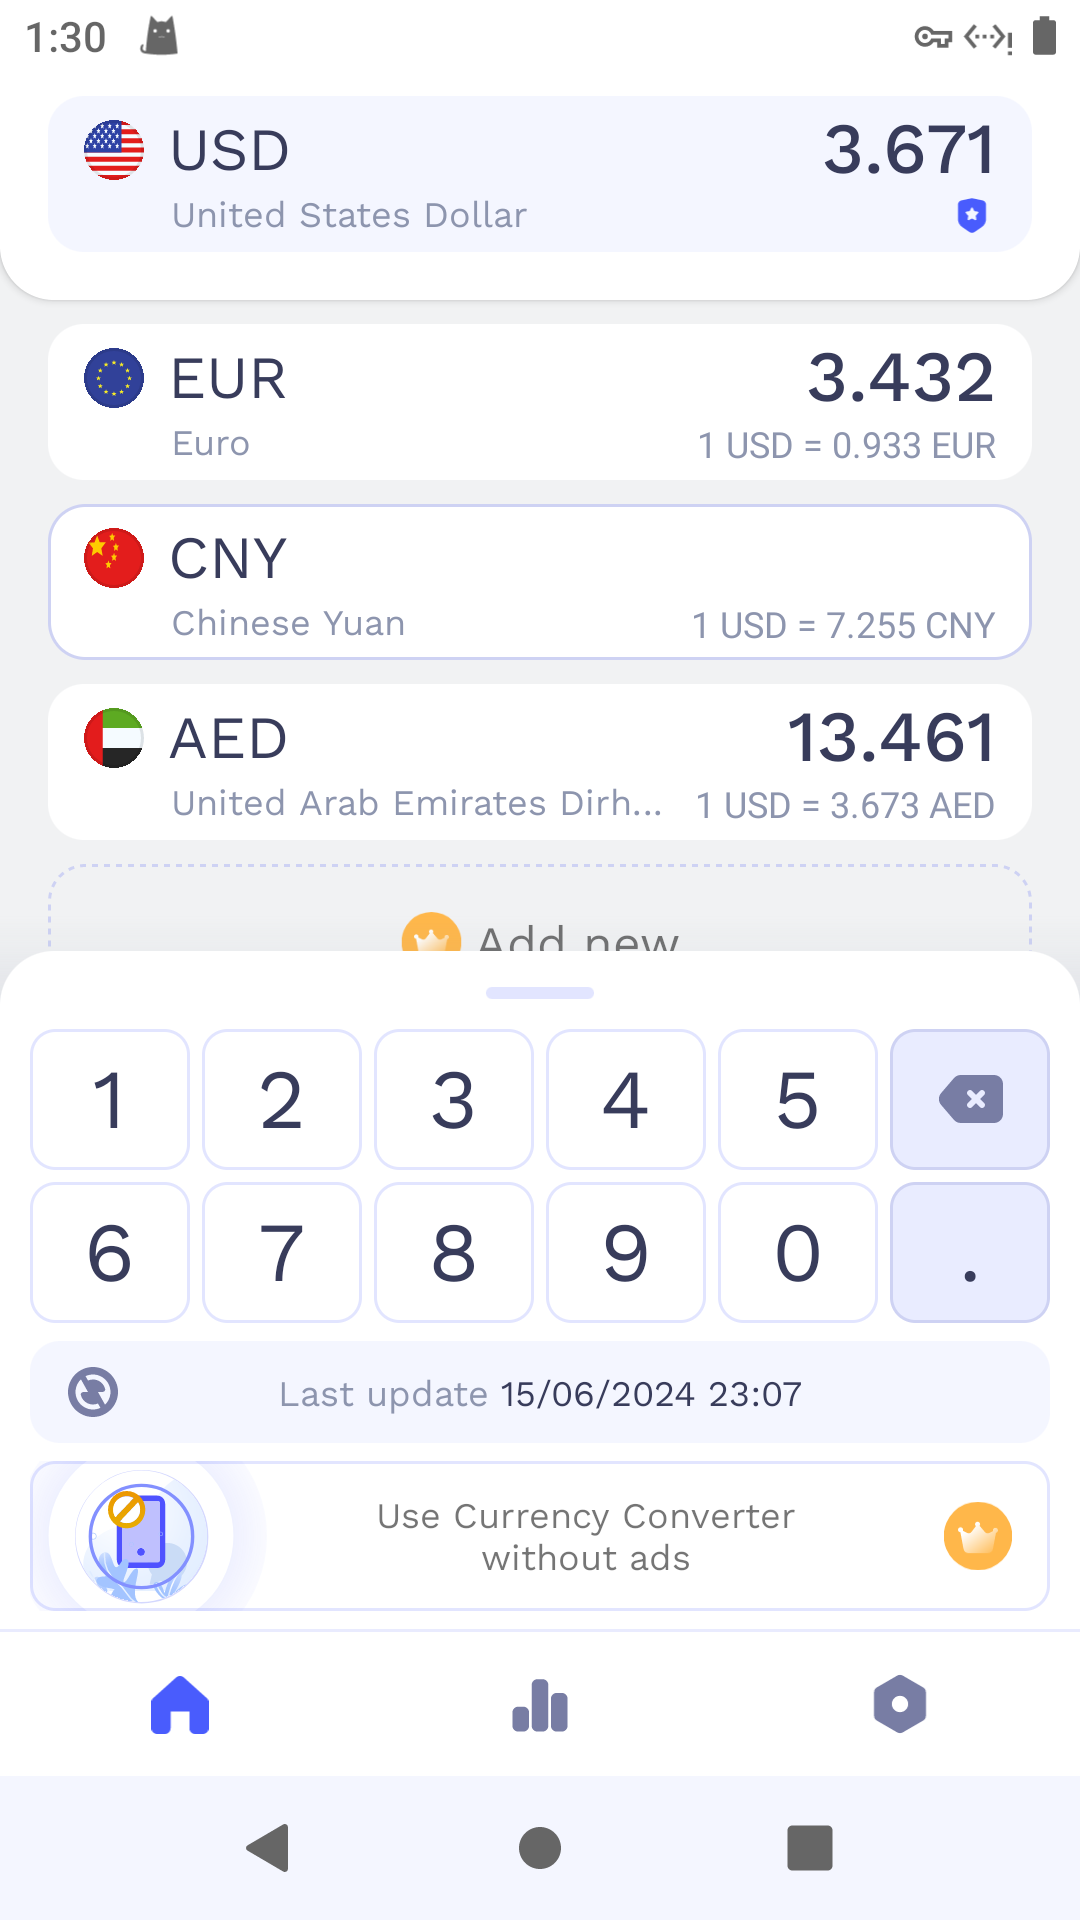 1:30
USD
3.671
United States Dollar
EUR
3.432
Euro
1 USD = 0.933 EUR
CNY
Chinese Yuan
1 USD = 7.255 CNY
AED
13.461
United Arab Emirates Dirh...
1 USD = 3.673 AED
Add new
1 2 3 4 5
6 7 8 9 0 .
Last update 15/06/2024 23:07
Use Currency Converter
without ads